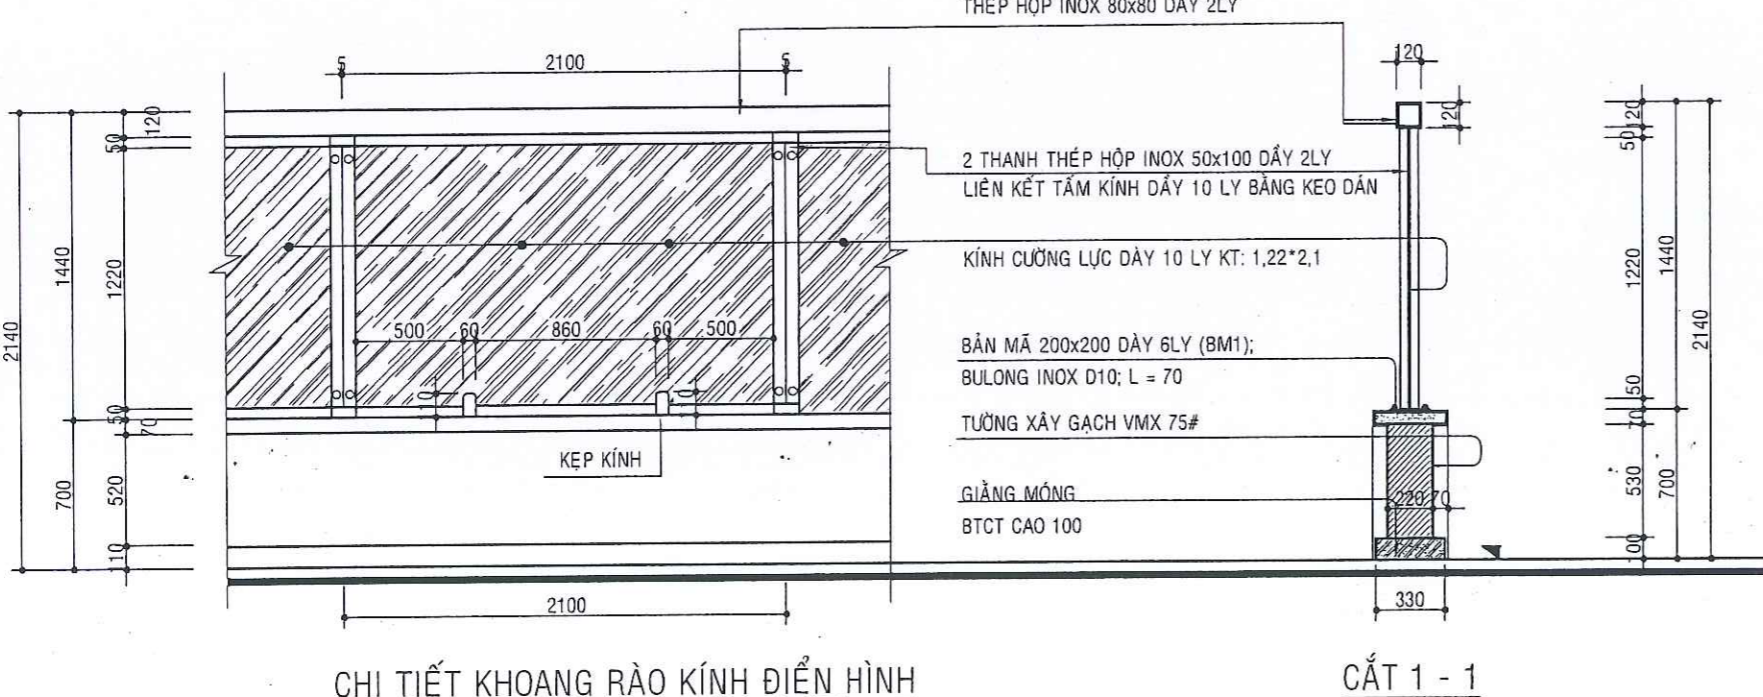 THÉP HỘP INOX 80x80 DÀY 2LY
5
2100
5
120
120
50
1440
1220
2140
50
70
700
520
110
500
60
860
60
500
KẸP KÍNH
2100
CHI TIẾT KHOANG RÀO KÍNH ĐIỂN HÌNH
2 THANH THÉP HỘP INOX 50x100 DẦY 2LY
LIÊN KẾT TẤM KÍNH DẦY 10 LY BẰNG KEO DÁN
KÍNH CƯỜNG LỰC DÀY 10 LY KT: 1,22*2,1
BẢN MÃ 200x200 DÀY 6LY (BM1);
BULONG INOX D10; L = 70
TƯỜNG XÂY GẠCH VMX 75#
GIẰNG MÓNG
BTCT CAO 100
120
220
70
330
120
50
1220
1440
2140
50
70
530
700
100
CẮT 1 - 1